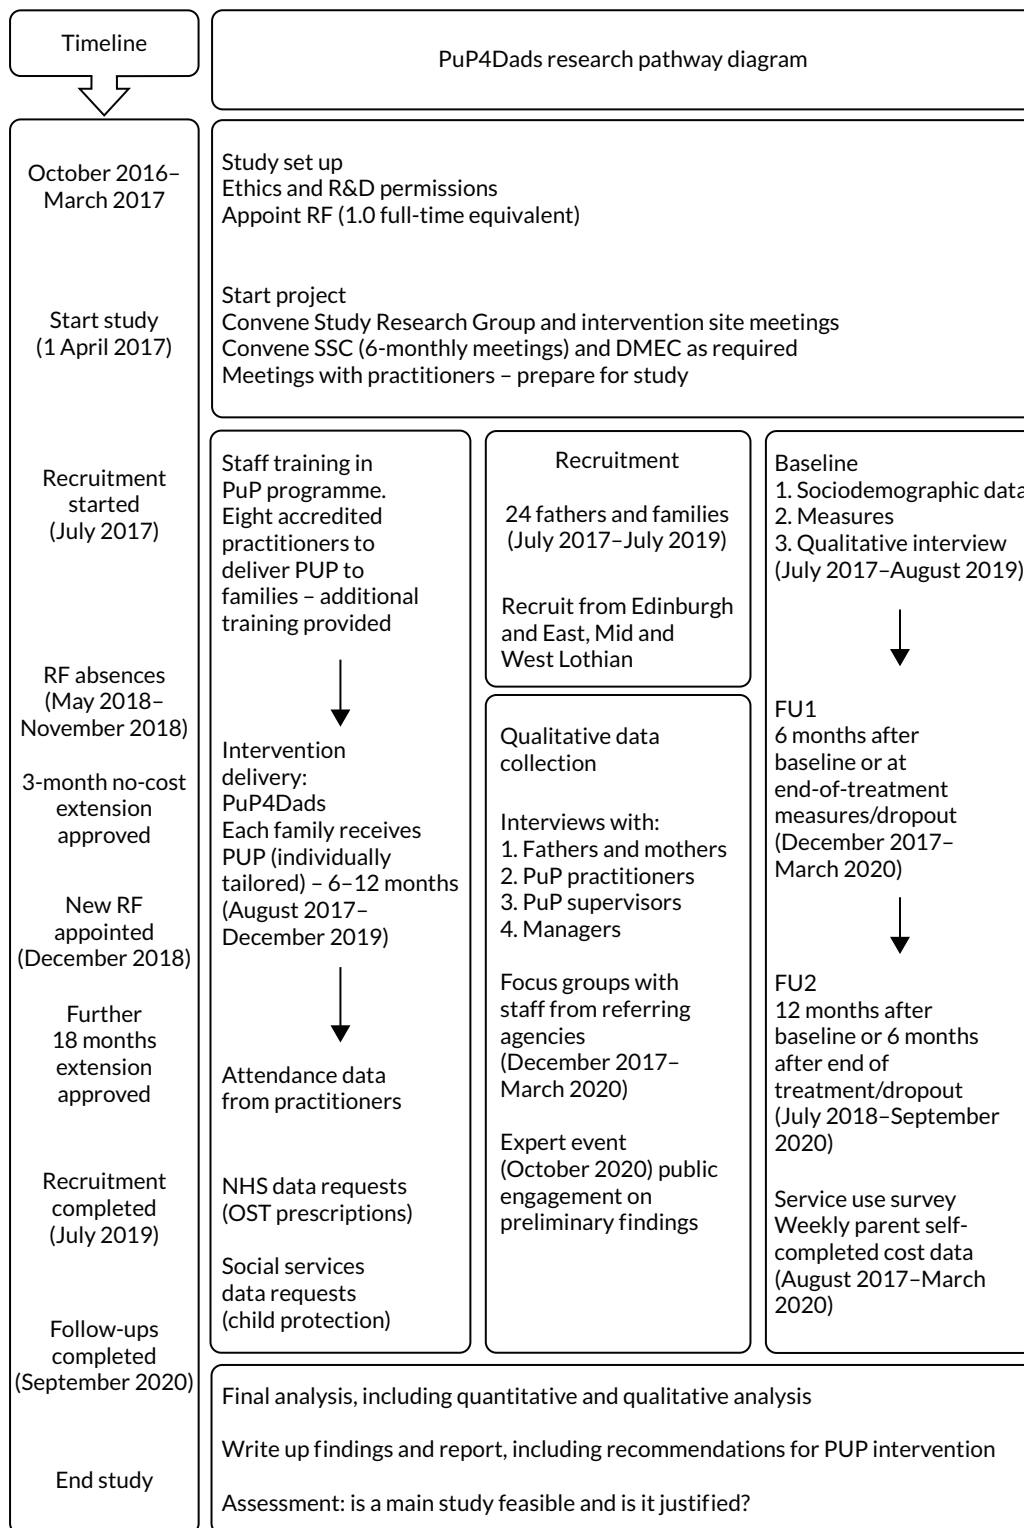 Timeline
PuP4Dads research pathway diagram
October 2016–
March 2017
Start study
(1 April 2017)
Recruitment
started
(July 2017)
RF absences
(May 2018–
November 2018)
3-month no-cost
extension
approved
New RF
appointed
(December 2018)
Further
18 months
extension
approved
Recruitment
completed
(July 2019)
Follow-ups
completed
(September 2020)
End study
Study set up
Ethics and R&D permissions
Appoint RF (1.0 full-time equivalent)
Start project
Convene Study Research Group and intervention site meetings
Convene SSC (6-monthly meetings) and DMEC as required
Meetings with practitioners – prepare for study
Staff training in
PuP programme.
Eight accredited
practitioners to
deliver PUP to
families – additional
training provided
Intervention
delivery:
PuP4Dads
Each family receives
PUP (individually
tailored) – 6–12 months
(August 2017–
December 2019)
Attendance data
from practitioners
NHS data requests
(OST prescriptions)
Social services
data requests
(child protection)
Recruitment
24 fathers and families
(July 2017–July 2019)
Recruit from Edinburgh
and East, Mid and
West Lothian
Qualitative data
collection
Interviews with:
1. Fathers and mothers
2. PuP practitioners
3. PuP supervisors
4. Managers
Focus groups with
staff from referring
agencies
(December 2017–
March 2020)
Expert event
(October 2020) public
engagement on
preliminary findings
Baseline
1. Sociodemographic data
2. Measures
3. Qualitative interview
(July 2017–August 2019)
FU1
6 months after
baseline or at
end-of-treatment
measures/dropout
(December 2017–
March 2020)
FU2
12 months after
baseline or 6 months
after end of
treatment/dropout
(July 2018–September
2020)
Service use survey
Weekly parent self-
completed cost data
(August 2017–March
2020)
Final analysis, including quantitative and qualitative analysis
Write up findings and report, including recommendations for PUP intervention
Assessment: is a main study feasible and is it justified?